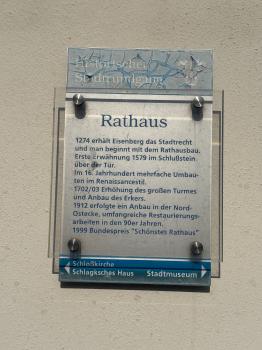 Historischer
Stadtrundgang
Rathaus
1274 erhält Eisenberg das Stadtrecht
und man beginnt mit dem Rathausbau.
Erste Erwähnung 1579 im Schlußstein
über der Tür.
Im 16. Jahrhundert mehrfache Umbau-
ten im Renaissancestil.
1702/03 Erhöhung des großen Turmes
und Anbau des Erkers.
1912 erfolgte ein Anbau in der Nord-
Ostecke, umfangreiche Restaurierungs-
arbeiten in den 90er Jahren.
1999 Bundespreis "Schönstes Rathaus"
Schloßkirche
Schlagksches Haus Stadtmuseum